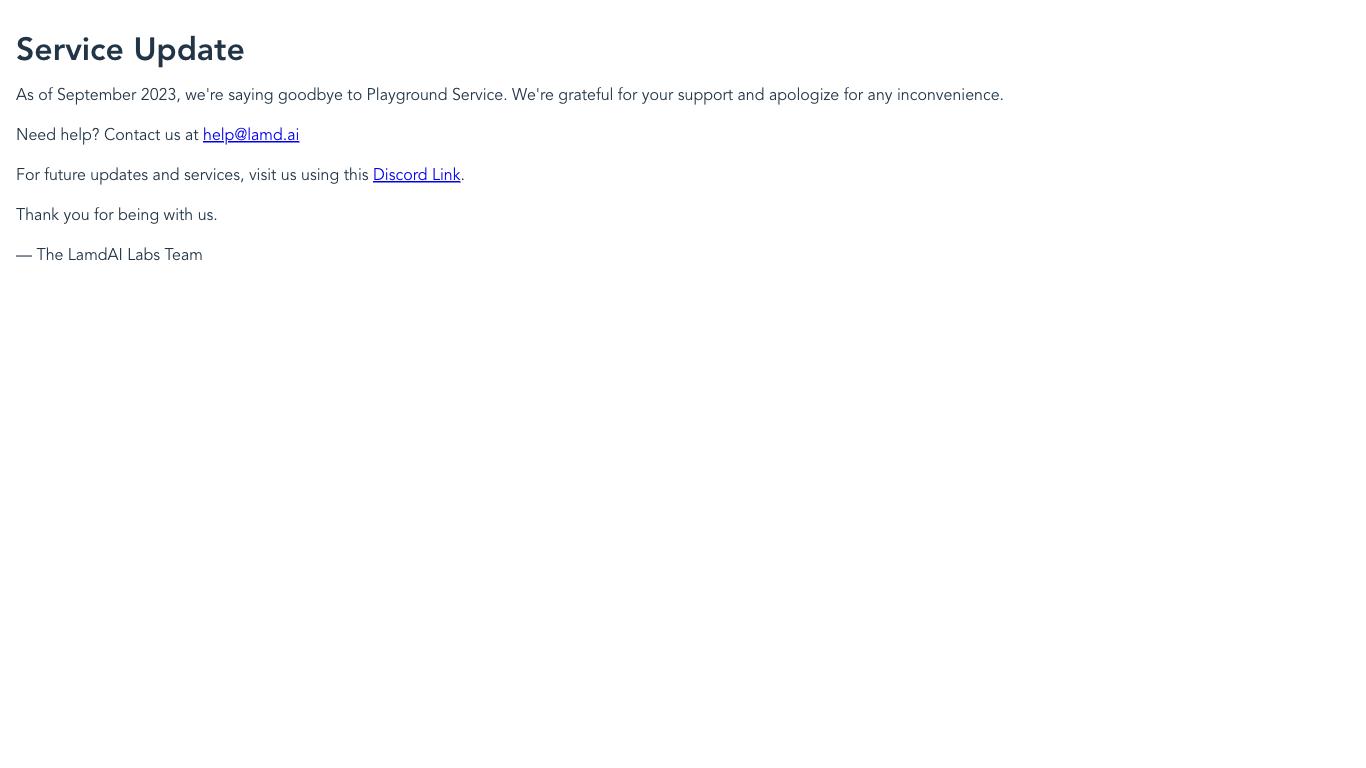 Service Update
As of September 2023, we're saying goodbye to Playground Service. We're grateful for your support and apologize for any inconvenience.
Need help? Contact us at help@lamd.ai
For future updates and services, visit us using this Discord Link.
Thank you for being with us.
— The LamdAI Labs Team